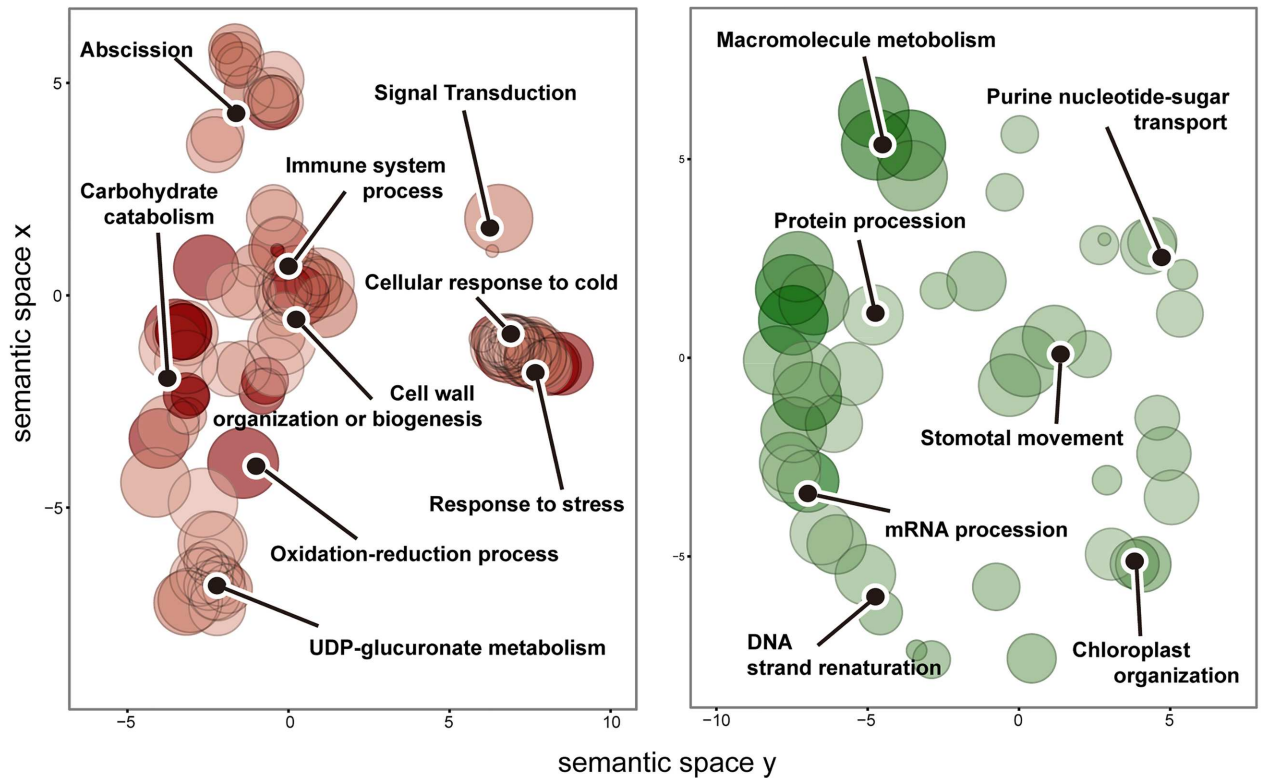 Abscission
Signal Transduction
Immune system
process
Carbohydrate
catabolism
Cellular response to cold
Cell wall
organization or biogenesis
Response to stress
Oxidation-reduction process
UDP-glucuronate metabolism
5
0
−5
−5
0
5
10
semantic space x
Macromolecule metobolism
Purine nucleotide-sugar
transport
Protein procession
Stomotal movement
mRNA procession
DNA
strand renaturation
Chloroplast
organization
5
0
−5
−10
−5
0
5
semantic space y